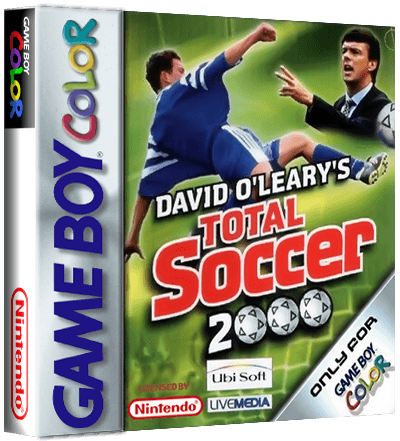 GAME BOY COLOR
Nintendo
GAME BOY COLOR
DAVID O'LEARY'S
TOTAL
Soccer
2000
LICENSED BY
Nintendo
Ubi Soft
LIVEMEDIA
ONLY FOR
GAME BOY
COLOR